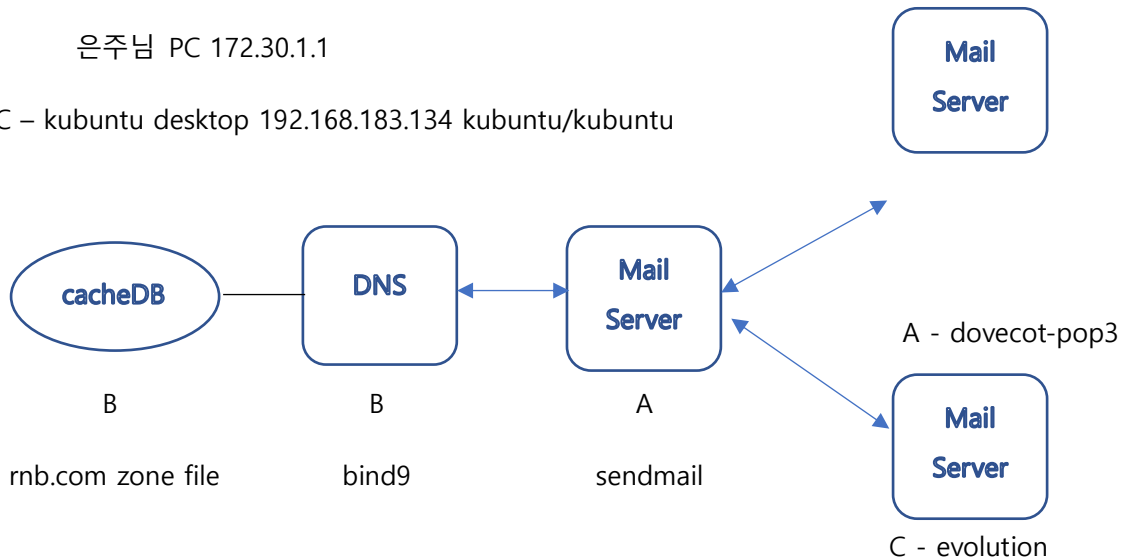 은주님 PC 172.30.1.1
C – kubuntu desktop 192.168.183.134 kubuntu/kubuntu
Mail
Server
cacheDB
DNS
Mail
Server
A - dovecot-pop3
B
B
A
Mail
Server
rnb.com zone file
bind9
sendmail
C - evolution